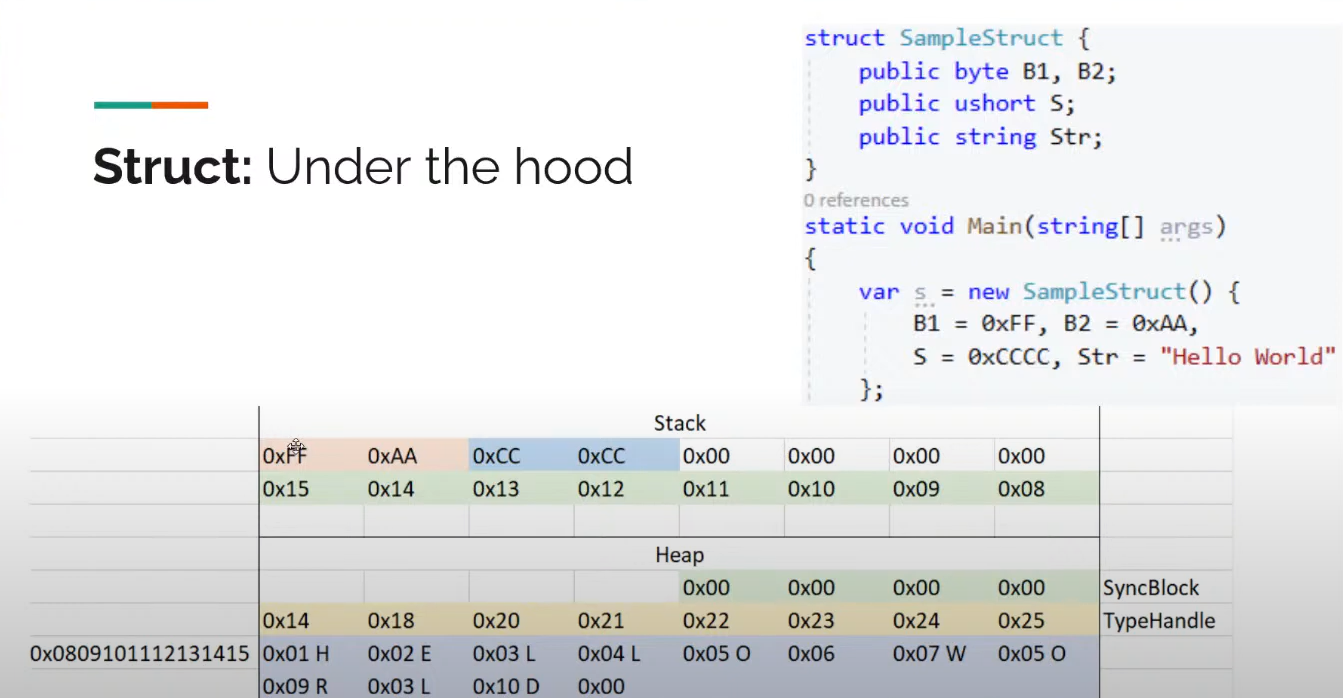 Struct: Under the hood
struct SampleStruct {
public byte B1, B2;
public ushort S;
public string Str;
}
0 references
static void Main(string[] args)
{
var s = new SampleStruct() {
B1 = 0xFF, B2 = 0xAA,
S = 0xCCCC, Str = "Hello World"
};
Stack
0xFF 0xAA 0xCC 0xCC 0x00 0x00 0x00 0x00
0x15 0x14 0x13 0x12 0x11 0x10 0x09 0x08
Heap
0x00 0x00 0x00 0x00 SyncBlock
0x14 0x18 0x20 0x21 0x22 0x23 0x24 0x25 TypeHandle
0x0809101112131415 0x01 H 0x02 E 0x03 L 0x04 L 0x05 O 0x06 0x07 W 0x05 O
0x09 R 0x03 L 0x10 D 0x00